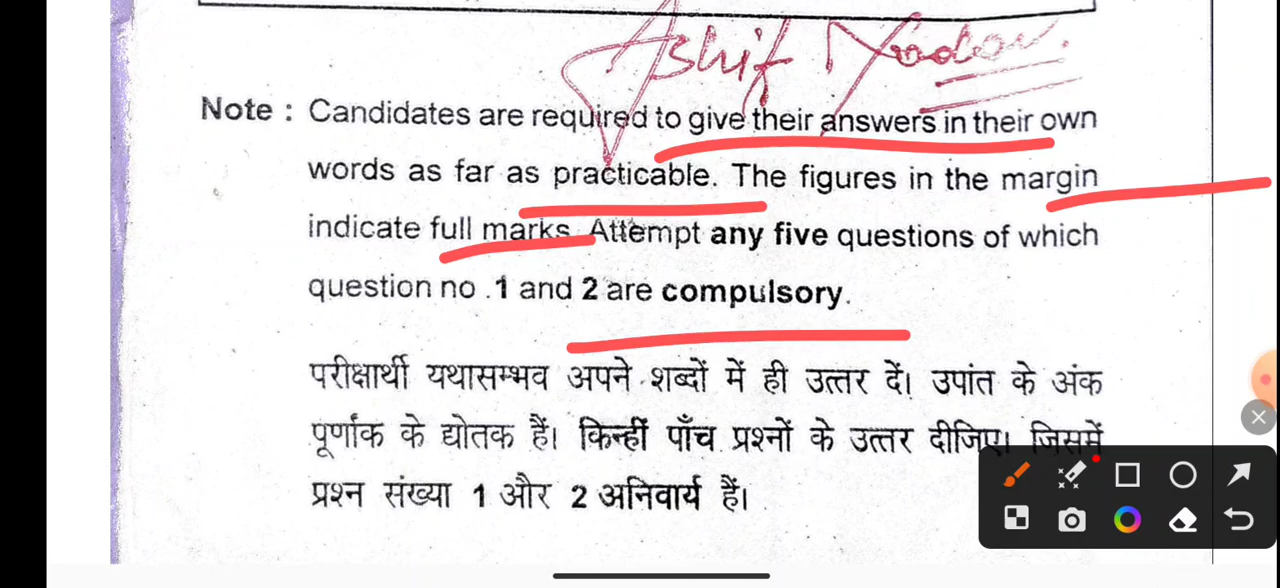 Ashif Yadav.
Note : Candidates are required to give their answers in their own
words as far as practicable. The figures in the margin
indicate full marks. Attempt any five questions of which
question no .1 and 2 are compulsory.
परीक्षार्थी यथासम्भव अपने शब्दों में ही उत्तर दें। उपांत के अंक
पूर्णांक के द्योतक हैं। किन्हीं पाँच प्रश्नों के उत्तर दीजिए। जिसमें
प्रश्न संख्या 1 और 2 अनिवार्य हैं।